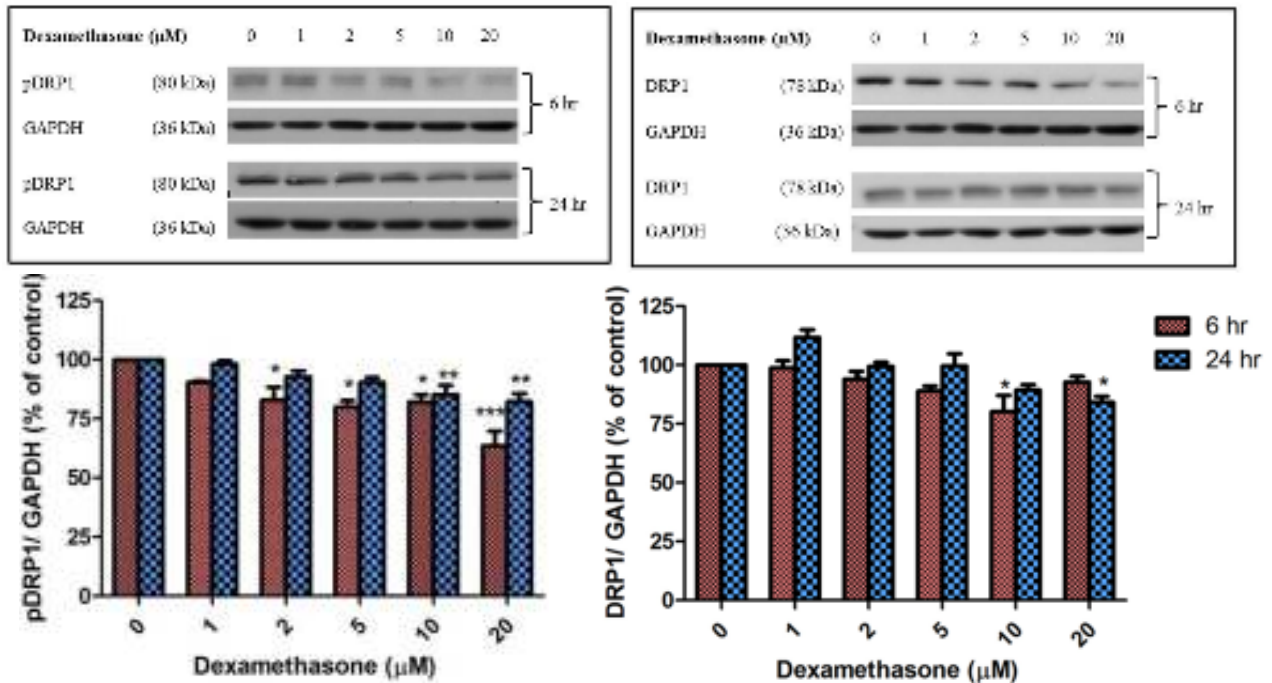 Dexamethasone (µM) 0 1 2 5 10 20
pDRP1 (80 kDa)
6 hr
GAPDH (36 kDa)
pDRP1 (80 kDa)
24 hr
GAPDH (36 kDa)
Dexamethasone (µM) 0 1 2 5 10 20
DRP1 (78 kDa)
6 hr
GAPDH (36 kDa)
DRP1 (78 kDa)
24 hr
GAPDH (36 kDa)
pDRP1/ GAPDH (% of control)
125
100
75
50
25
0
* * * ** *** **
0 1 2 5 10 20
Dexamethasone (µM)
DRP1/ GAPDH (% of control)
125
100
75
50
25
0
* *
0 1 2 5 10 20
Dexamethasone (µM)
6 hr
24 hr